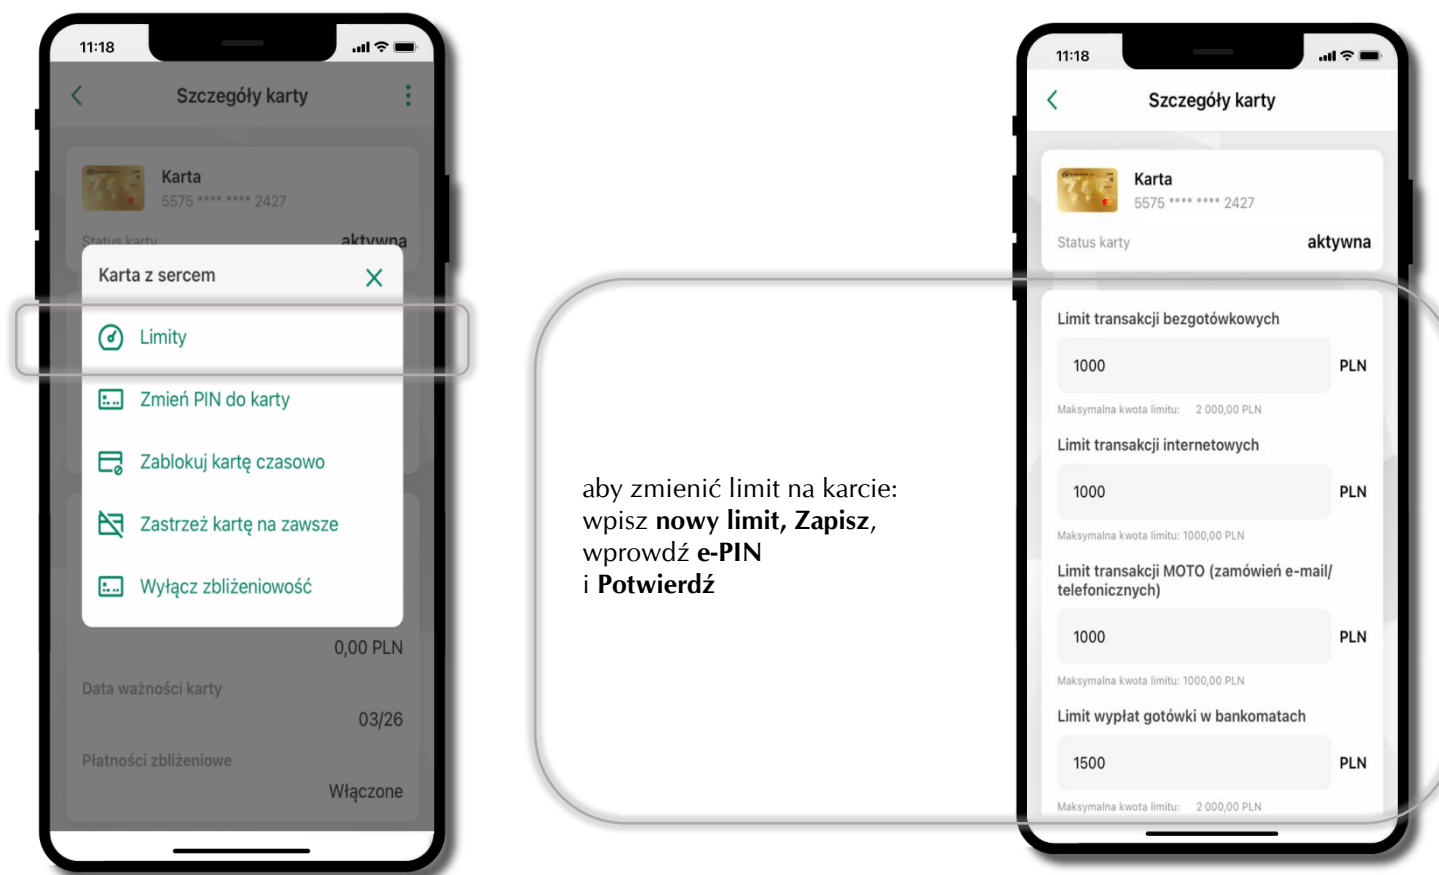 11:18
Szczegóły karty
Karta
5575 **** **** 2427
Status karty
aktywna
Karta z sercem
Limity
Zmień PIN do karty
Zablokuj kartę czasowo
Zastrzeż kartę na zawsze
Wyłącz zbliżeniowość
0,00 PLN
Data ważności karty
03/26
Płatności zbliżeniowe
Włączone
aby zmienić limit na karcie:
wpisz nowy limit, Zapisz,
wprowdź e-PIN
i Potwierdź
11:18
Szczegóły karty
Karta
5575 **** **** 2427
Status karty
aktywna
Limit transakcji bezgotówkowych
1000 PLN
Maksymalna kwota limitu: 2 000,00 PLN
Limit transakcji internetowych
1000 PLN
Maksymalna kwota limitu: 1000,00 PLN
Limit transakcji MOTO (zamówień e-mail/
telefonicznych)
1000 PLN
Maksymalna kwota limitu: 1000,00 PLN
Limit wypłat gotówki w bankomatach
1500 PLN
Maksymalna kwota limitu: 2 000,00 PLN